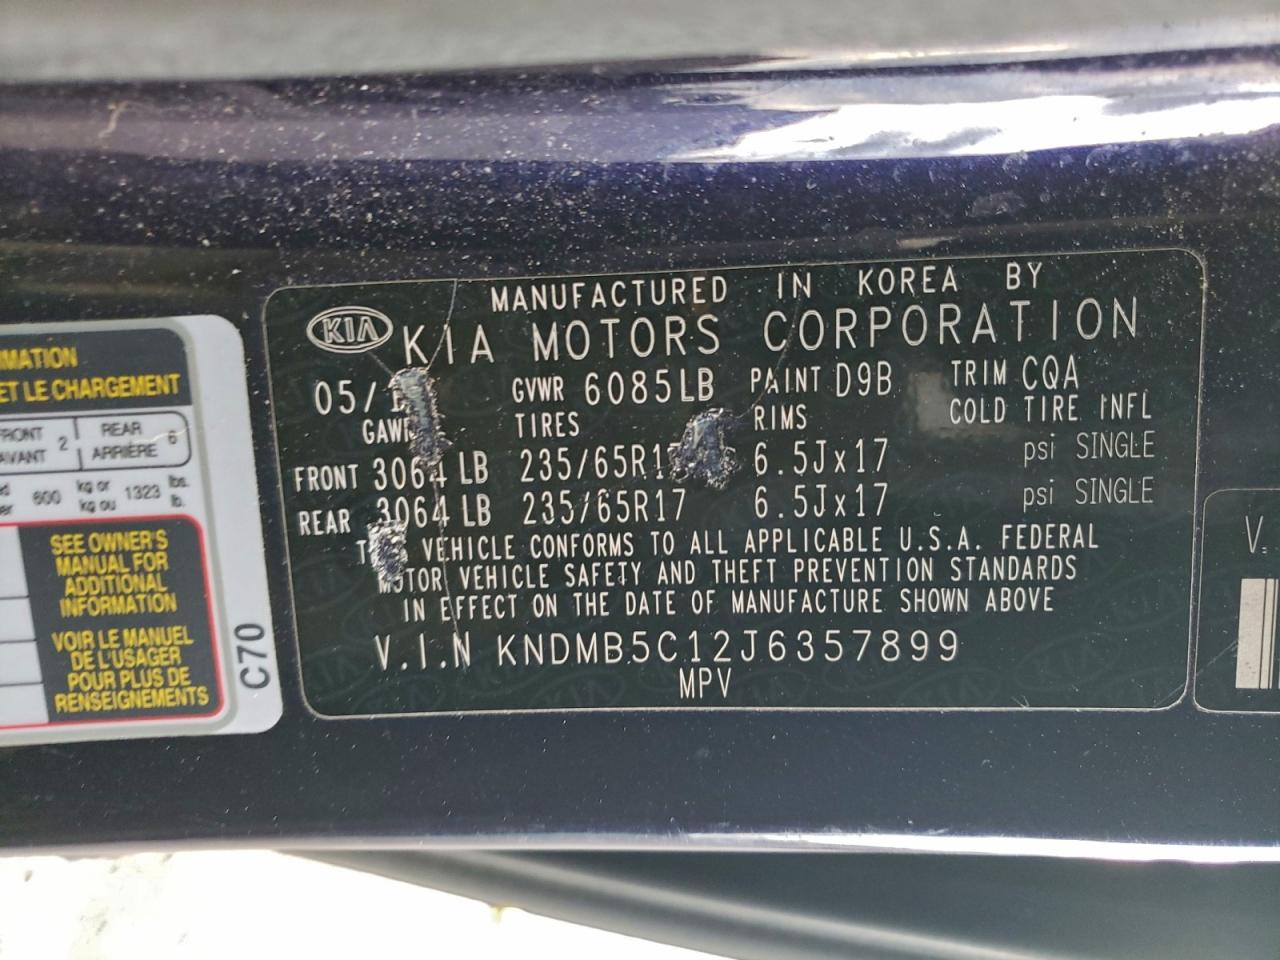 MANUFACTURED IN KOREA BY
KIA KIA MOTORS CORPORATION
05/ GVWR 6085LB PAINT D9B TRIM CQA
GAWR TIRES RIMS COLD TIRE INFL
FRONT 3064 LB 235/65R17 6.5Jx17 psi SINGLE
REAR 3064 LB 235/65R17 6.5Jx17 psi SINGLE
VEHICLE CONFORMS TO ALL APPLICABLE U.S.A. FEDERAL
MOTOR VEHICLE SAFETY AND THEFT PREVENTION STANDARDS
IN EFFECT ON THE DATE OF MANUFACTURE SHOWN ABOVE
V.I.N KNDMB5C12J6357899
MPV
MATION
ET LE CHARGEMENT
FRONT 2 REAR 6
AVANT ARRIÈRE
600 kg or 1323 lbs.
kg ou lb.
SEE OWNER'S
MANUAL FOR
ADDITIONAL
INFORMATION
VOIR LE MANUEL
DE L'USAGER
POUR PLUS DE
RENSEIGNEMENTS
C70
V.